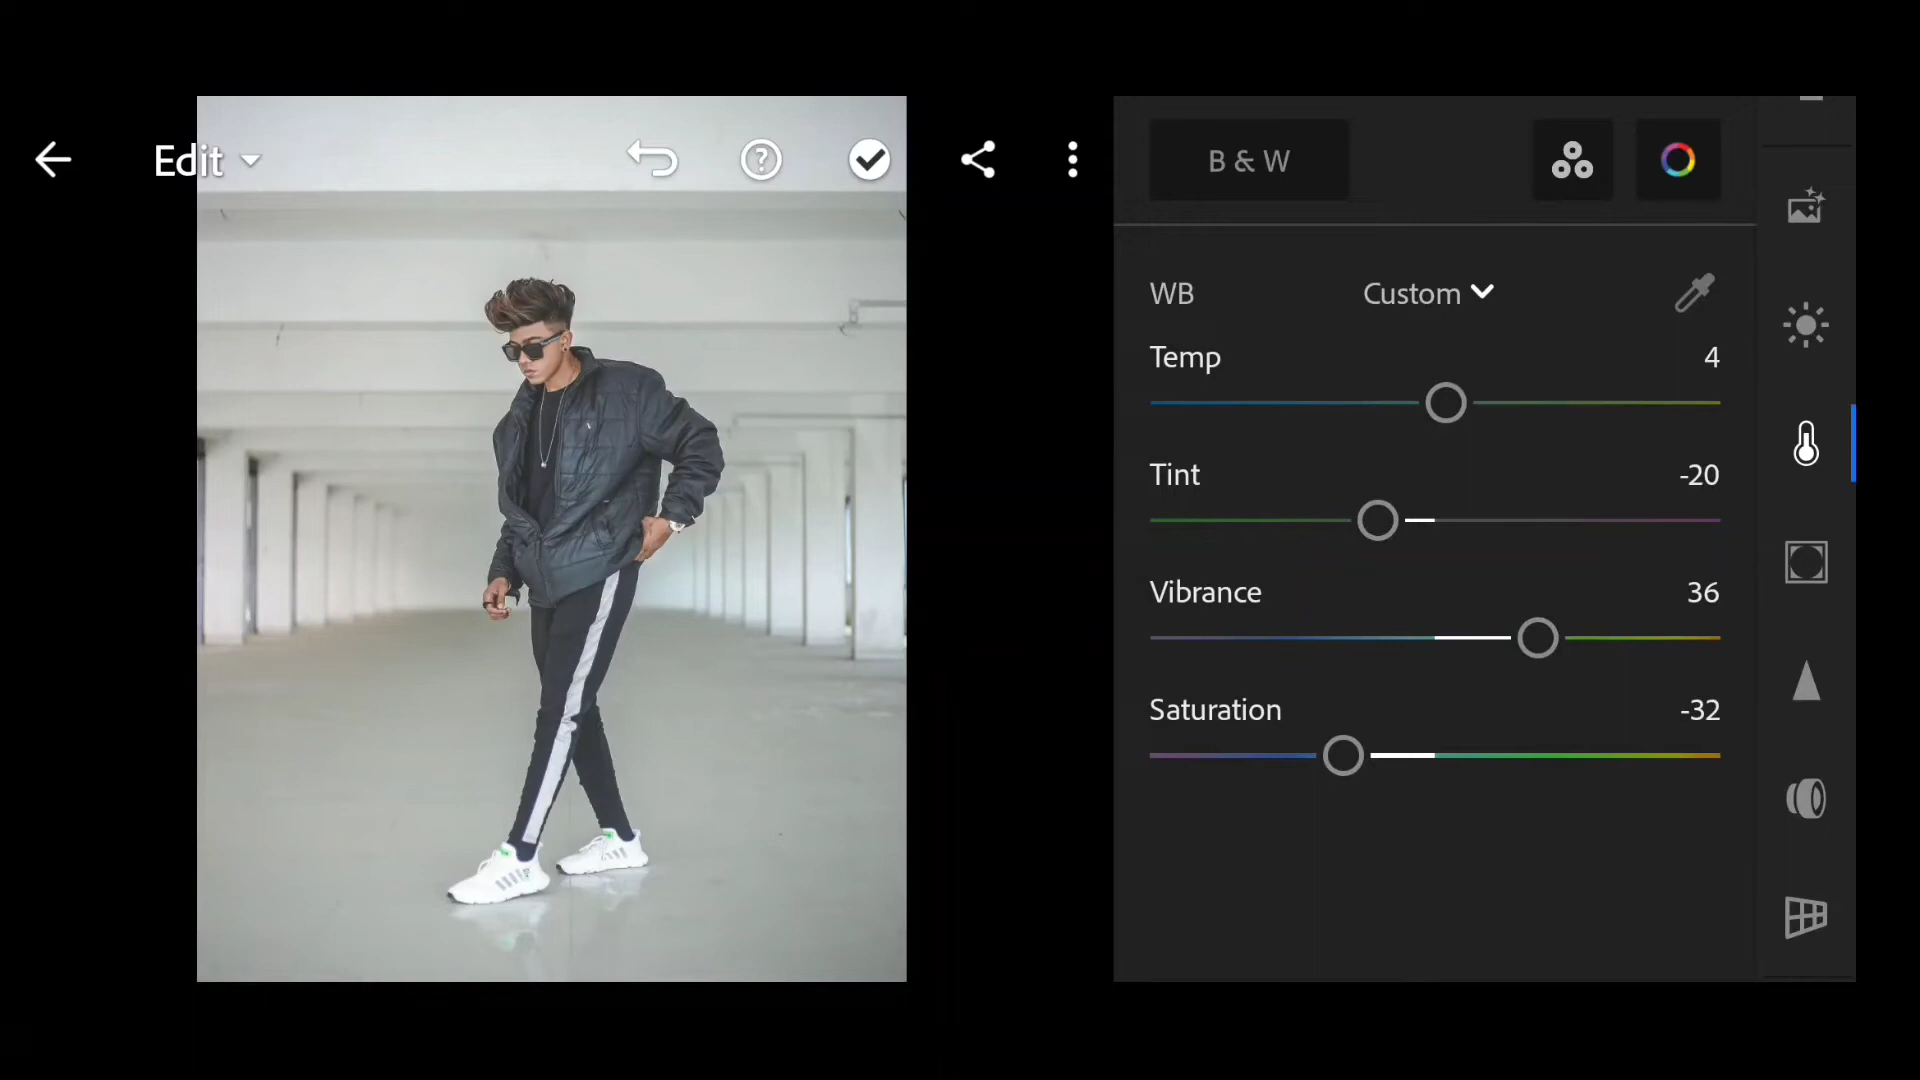 Edit
B & W
WB Custom
Temp 4
Tint -20
Vibrance 36
Saturation -32